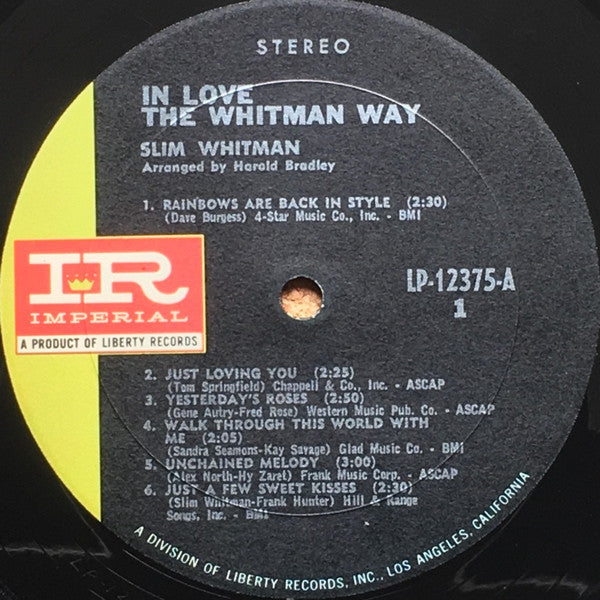 STEREO
IN LOVE
THE WHITMAN WAY
SLIM WHITMAN
Arranged by Harold Bradley
1. RAINBOWS ARE BACK IN STYLE (2:30)
(Dave Burgess) 4-Star Music Co., Inc. - BMI
IR
IMPERIAL
A PRODUCT OF LIBERTY RECORDS
LP-12375-A
1
2. JUST LOVING YOU (2:25)
(Tom Springfield) Chappell & Co., Inc. - ASCAP
3. YESTERDAY'S ROSES (2:50)
(Gene Autry-Fred Rose) Western Music Pub. Co. - ASCAP
4. WALK THROUGH THIS WORLD WITH
ME (2:05)
(Sandra Seamons-Kay Savage) Glad Music Co. - BMI
5. UNCHAINED MELODY (3:00)
(Alex North-Hy Zaret) Frank Music Corp. - ASCAP
6. JUST A FEW SWEET KISSES (2:30)
(Slim Whitman-Frank Hunter) Hill & Range
Songs, Inc. - BMI
A DIVISION OF LIBERTY RECORDS, INC., LOS ANGELES, CALIFORNIA